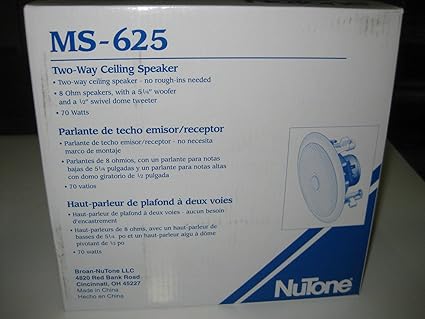 MS-625
Two-Way Ceiling Speaker
• Two-way ceiling speaker - no rough-ins needed
• 8 Ohm speakers, with a 5¼" woofer
and a ½" swivel dome tweeter
• 70 Watts
Parlante de techo emisor/receptor
• Parlante de techo emisor/receptor - no necesita
marco de montaje
• Parlantes de 8 ohmios, con un parlante para notas
bajas de 5¼ pulgadas y un parlante para notas altas
con domo giratorio de ½ pulgada
• 70 vatios
Haut-parleur de plafond à deux voies
• Haut-parleur de plafond à deux voies - aucun besoin
d'encastrement
• Haut-parleurs de 8 ohms, avec un haut-parleur de
basses de 5¼ po et un haut-parleur aigu à dôme
pivotant de ½ po
• 70 watts
Broan-NuTone LLC
4820 Red Bank Road
Cincinnati, OH 45227
Made in China
Hecho en China
NuTone